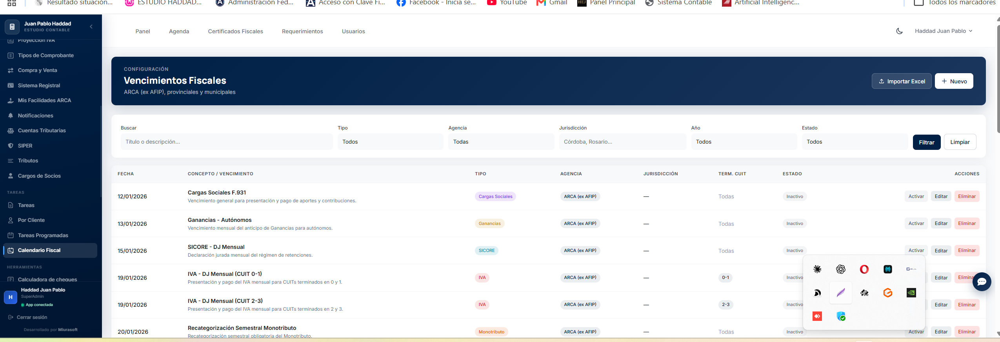 Resultado situación...
ESTUDIO HADDAD...
Administración Fed...
Acceso con Clave Fi...
Facebook - Inicia se...
YouTube
Gmail
HEJ
Panel Principal
Sistema Contable
Artificial Intelligenc...
Todos los marcadores
Juan Pablo Haddad
ESTUDIO CONTABLE
Proyección IVA
Tipos de Comprobante
Compra y Venta
Sistema Registral
Mis Facilidades ARCA
Notificaciones
Cuentas Tributarias
SIPER
Tributos
Cargos de Socios
TAREAS
Tareas
Por Cliente
Tareas Programadas
Calendario Fiscal
HERRAMIENTAS
Calculadora de cheques
H
Haddad Juan Pablo
SuperAdmin
App conectada
Cerrar sesión
Desarrollado por Miurasoft
Panel
Agenda
Certificados Fiscales
Requerimientos
Usuarios
Haddad Juan Pablo
CONFIGURACIÓN
Vencimientos Fiscales
ARCA (ex AFIP), provinciales y municipales
Importar Excel
+ Nuevo
Buscar
Título o descripción...
Tipo
Todos
Agencia
Todas
Jurisdicción
Córdoba, Rosario...
Año
Todos
Estado
Todos
Filtrar
Limpiar
FECHA CONCEPTO / VENCIMIENTO TIPO AGENCIA JURISDICCIÓN TERM. CUIT ESTADO ACCIONES
12/01/2026 Cargas Sociales F.931 Cargas Sociales ARCA (ex AFIP) — Todas Inactivo Activar Editar Eliminar
Vencimiento general para presentación y pago de aportes y contribuciones.
13/01/2026 Ganancias - Autónomos Ganancias ARCA (ex AFIP) — Todas Inactivo Activar Editar Eliminar
Vencimiento mensual del anticipo de Ganancias para autónomos.
15/01/2026 SICORE - DJ Mensual SICORE ARCA (ex AFIP) — Todas Inactivo Activar Editar Eliminar
Declaración jurada mensual del régimen de retenciones.
19/01/2026 IVA - DJ Mensual (CUIT 0-1) IVA ARCA (ex AFIP) — 0-1 Inactivo Editar Elimina
Presentación y pago del IVA mensual para CUITs terminados en 0 y 1.
19/01/2026 IVA - DJ Mensual (CUIT 2-3) IVA ARCA (ex AFIP) — 2-3 Inactivo Editar Eliminar
Presentación y pago del IVA mensual para CUITs terminados en 2 y 3.
20/01/2026 Recategorización Semestral Monotributo Monotributo ARCA (ex AFIP) — Todas Inactivo Activar Editar Eliminar
Recategorización semestral obligatoria del Monotributo.